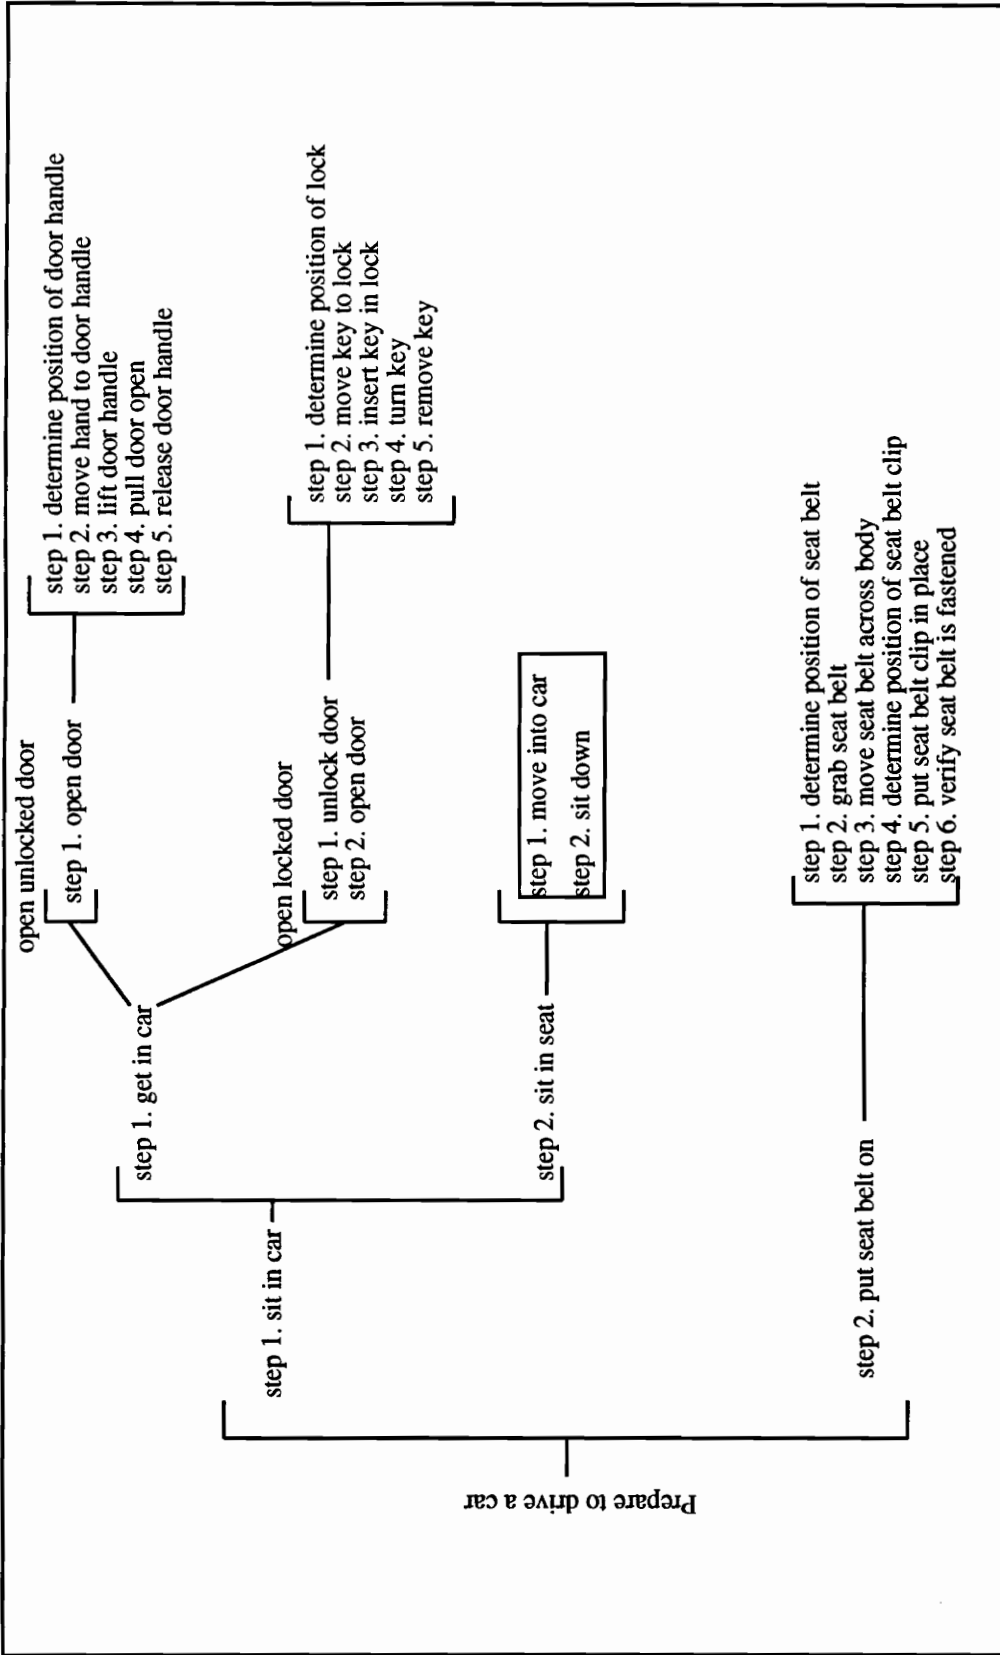 Prepare to drive a car
step 1. sit in car
step 1. get in car
open unlocked door
step 1. open door
step 1. determine position of door handle
step 2. move hand to door handle
step 3. lift door handle
step 4. pull door open
step 5. release door handle
open locked door
step 1. unlock door
step 2. open door
step 1. determine position of lock
step 2. move key to lock
step 3. insert key in lock
step 4. turn key
step 5. remove key
step 2. sit in seat
step 1. move into car
step 2. sit down
step 2. put seat belt on
step 1. determine position of seat belt
step 2. grab seat belt
step 3. move seat belt across body
step 4. determine position of seat belt clip
step 5. put seat belt clip in place
step 6. verify seat belt is fastened